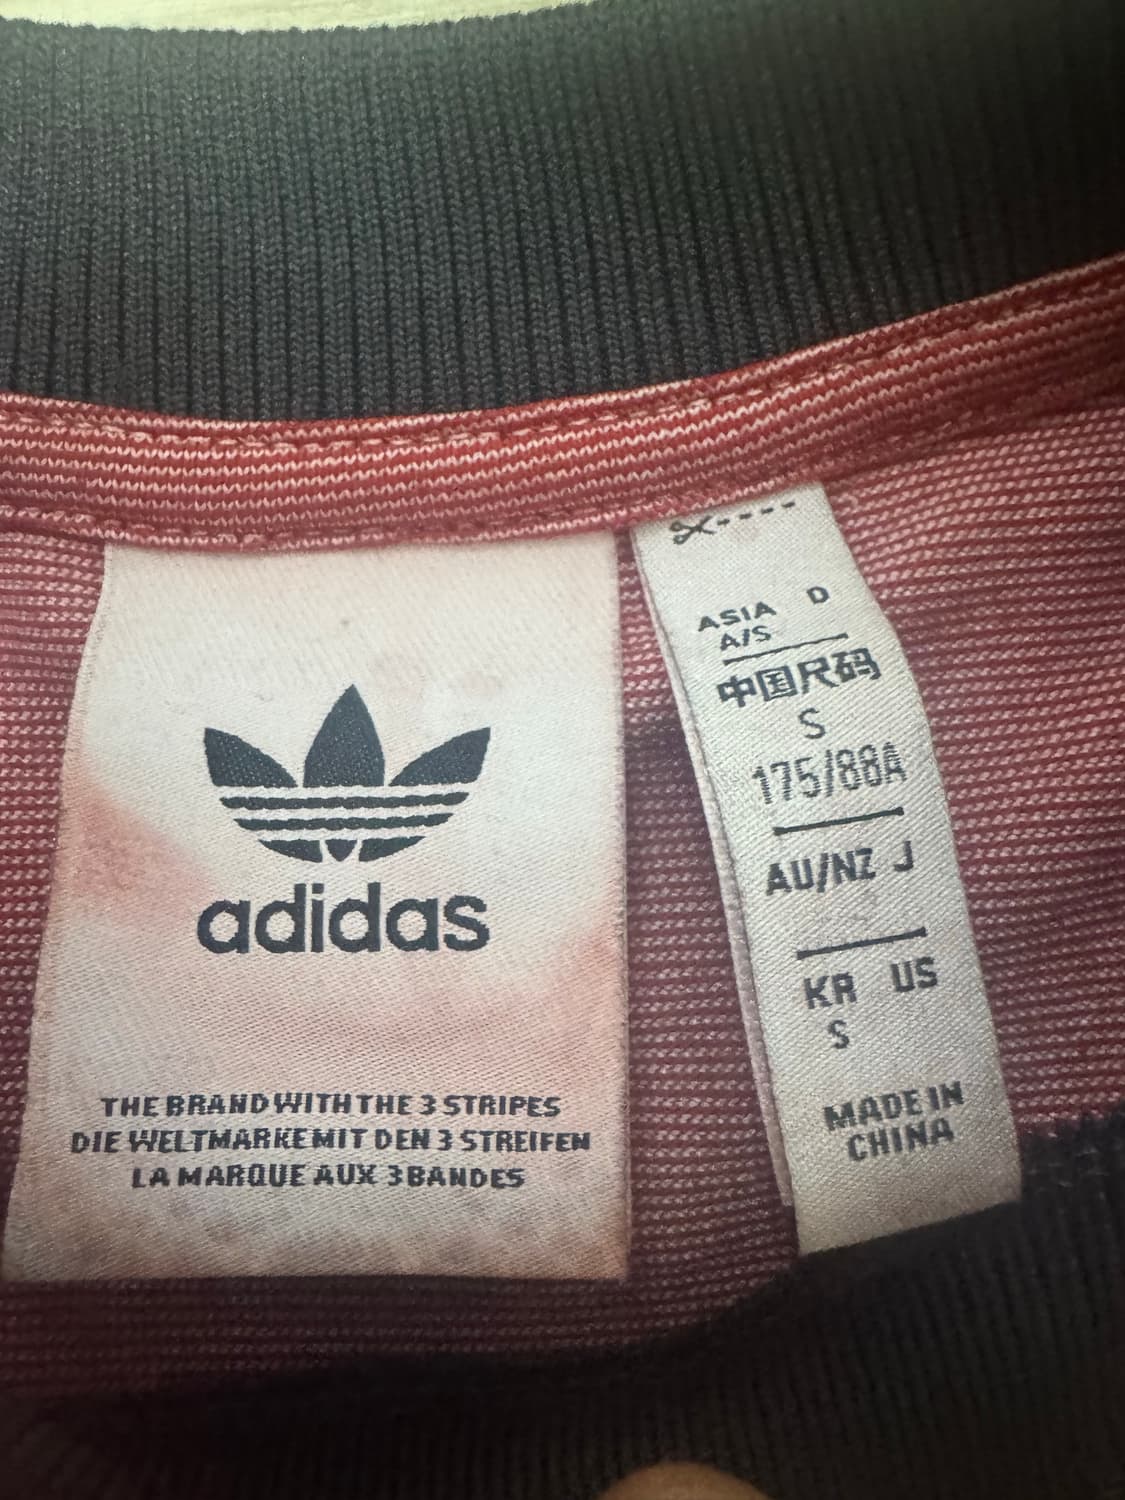 adidas
THE BRAND WITH THE 3 STRIPES
DIE WELTMARKE MIT DEN 3 STREIFEN
LA MARQUE AUX 3 BANDES
ASIA D
A/S
中国尺码
S
175/88A
AU/NZ J
KR US
S
MADE IN
CHINA